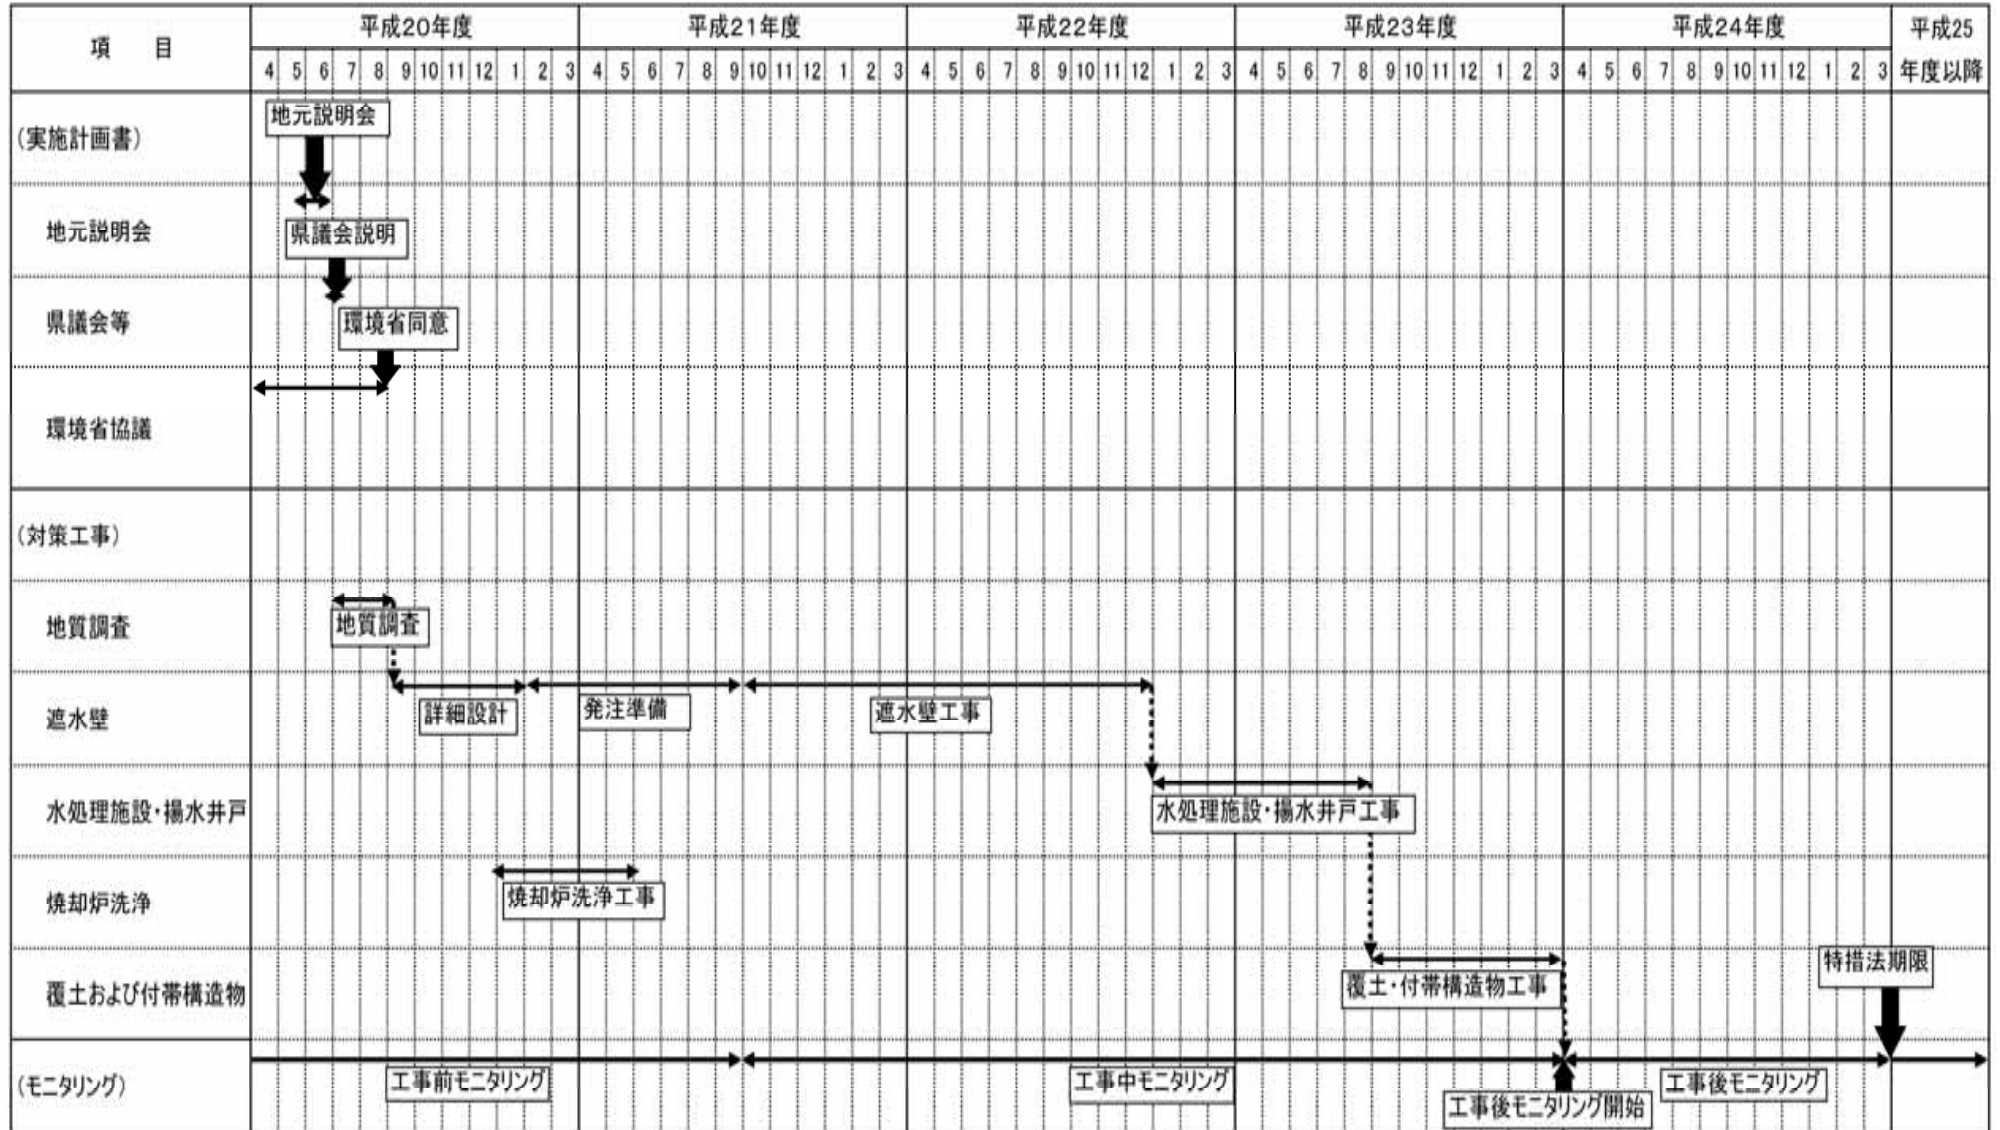 項　目
平成20年度 平成21年度 平成22年度 平成23年度 平成24年度 平成25
4 5 6 7 8 9 10 11 12 1 2 3 4 5 6 7 8 9 10 11 12 1 2 3 4 5 6 7 8 9 10 11 12 1 2 3 4 5 6 7 8 9 10 11 12 1 2 3 4 5 6 7 8 9 10 11 12 1 2 3 年度以降
地元説明会
（実施計画書）
地元説明会
県議会説明
県議会等
環境省同意
環境省協議
（対策工事）
地質調査
地質調査
遮水壁
詳細設計
発注準備
遮水壁工事
水処理施設・揚水井戸
水処理施設・揚水井戸工事
焼却炉洗浄
焼却炉洗浄工事
特措法期限
覆土および付帯構造物
覆土・付帯構造物工事
（モニタリング）
工事前モニタリング
工事中モニタリング
工事後モニタリング
工事後モニタリング開始